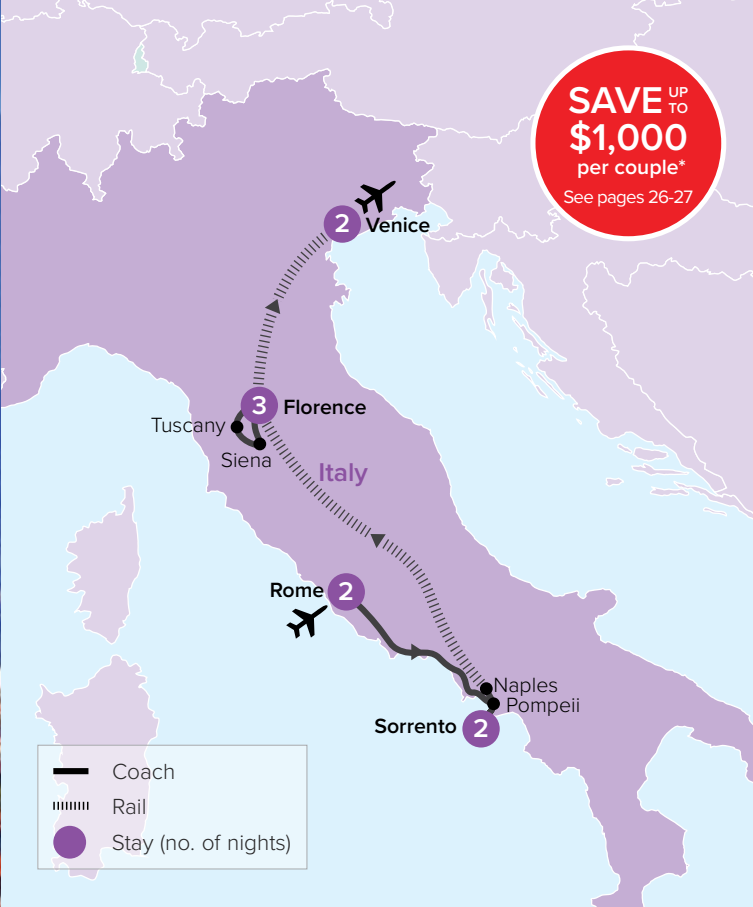 SAVE UP TO
$1,000
per couple*
See pages 26-27
2 Venice
3 Florence
Tuscany
Siena
Italy
Rome 2
Naples
Pompeii
Sorrento 2
Coach
Rail
Stay (no. of nights)